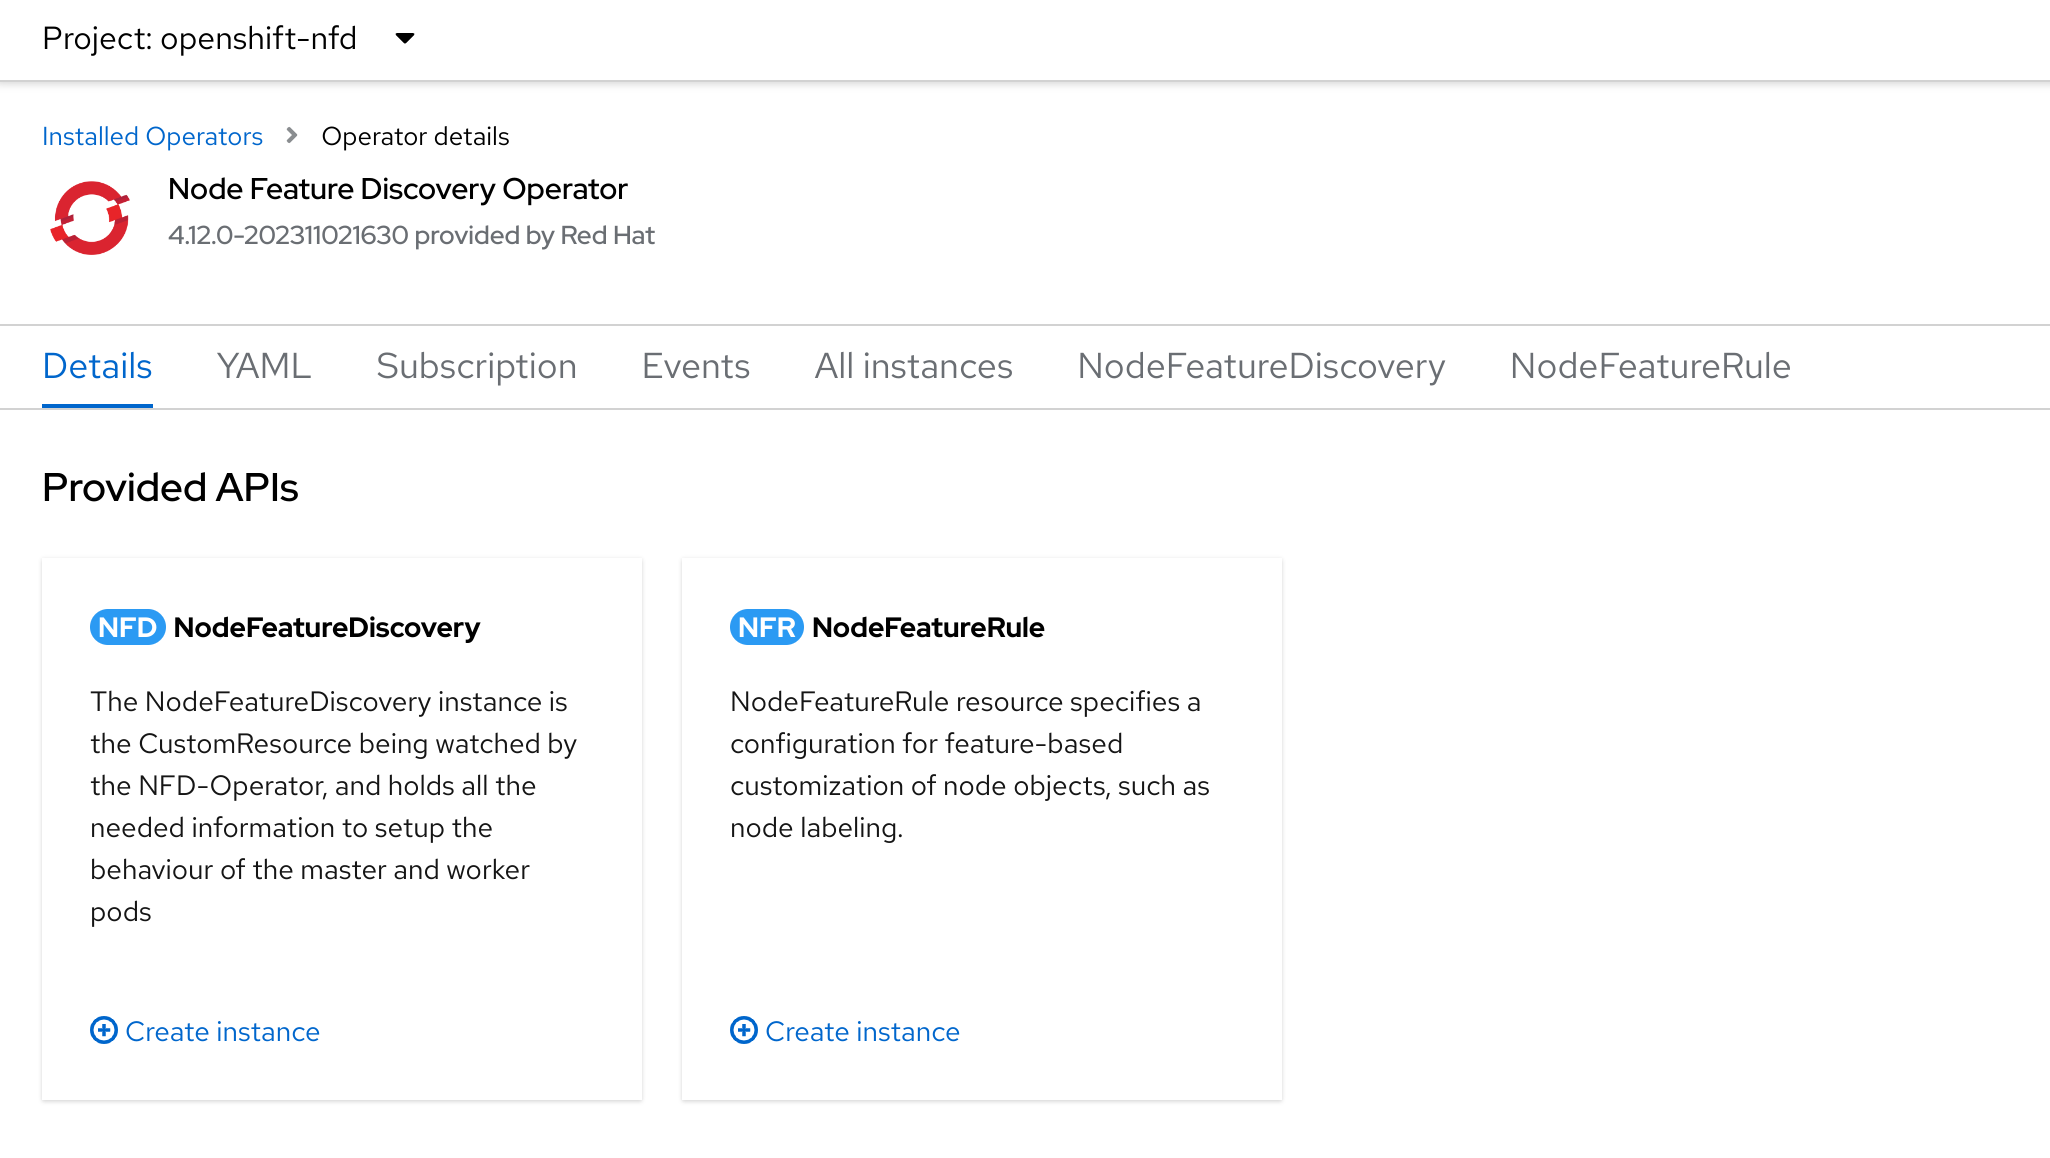 Project: openshift-nfd
Installed Operators > Operator details
Node Feature Discovery Operator
4.12.0-202311021630 provided by Red Hat
Details YAML Subscription Events All instances NodeFeatureDiscovery NodeFeatureRule
Provided APIs
NFD NodeFeatureDiscovery
The NodeFeatureDiscovery instance is
the CustomResource being watched by
the NFD-Operator, and holds all the
needed information to setup the
behaviour of the master and worker
pods
Create instance
NFR NodeFeatureRule
NodeFeatureRule resource specifies a
configuration for feature-based
customization of node objects, such as
node labeling.
Create instance